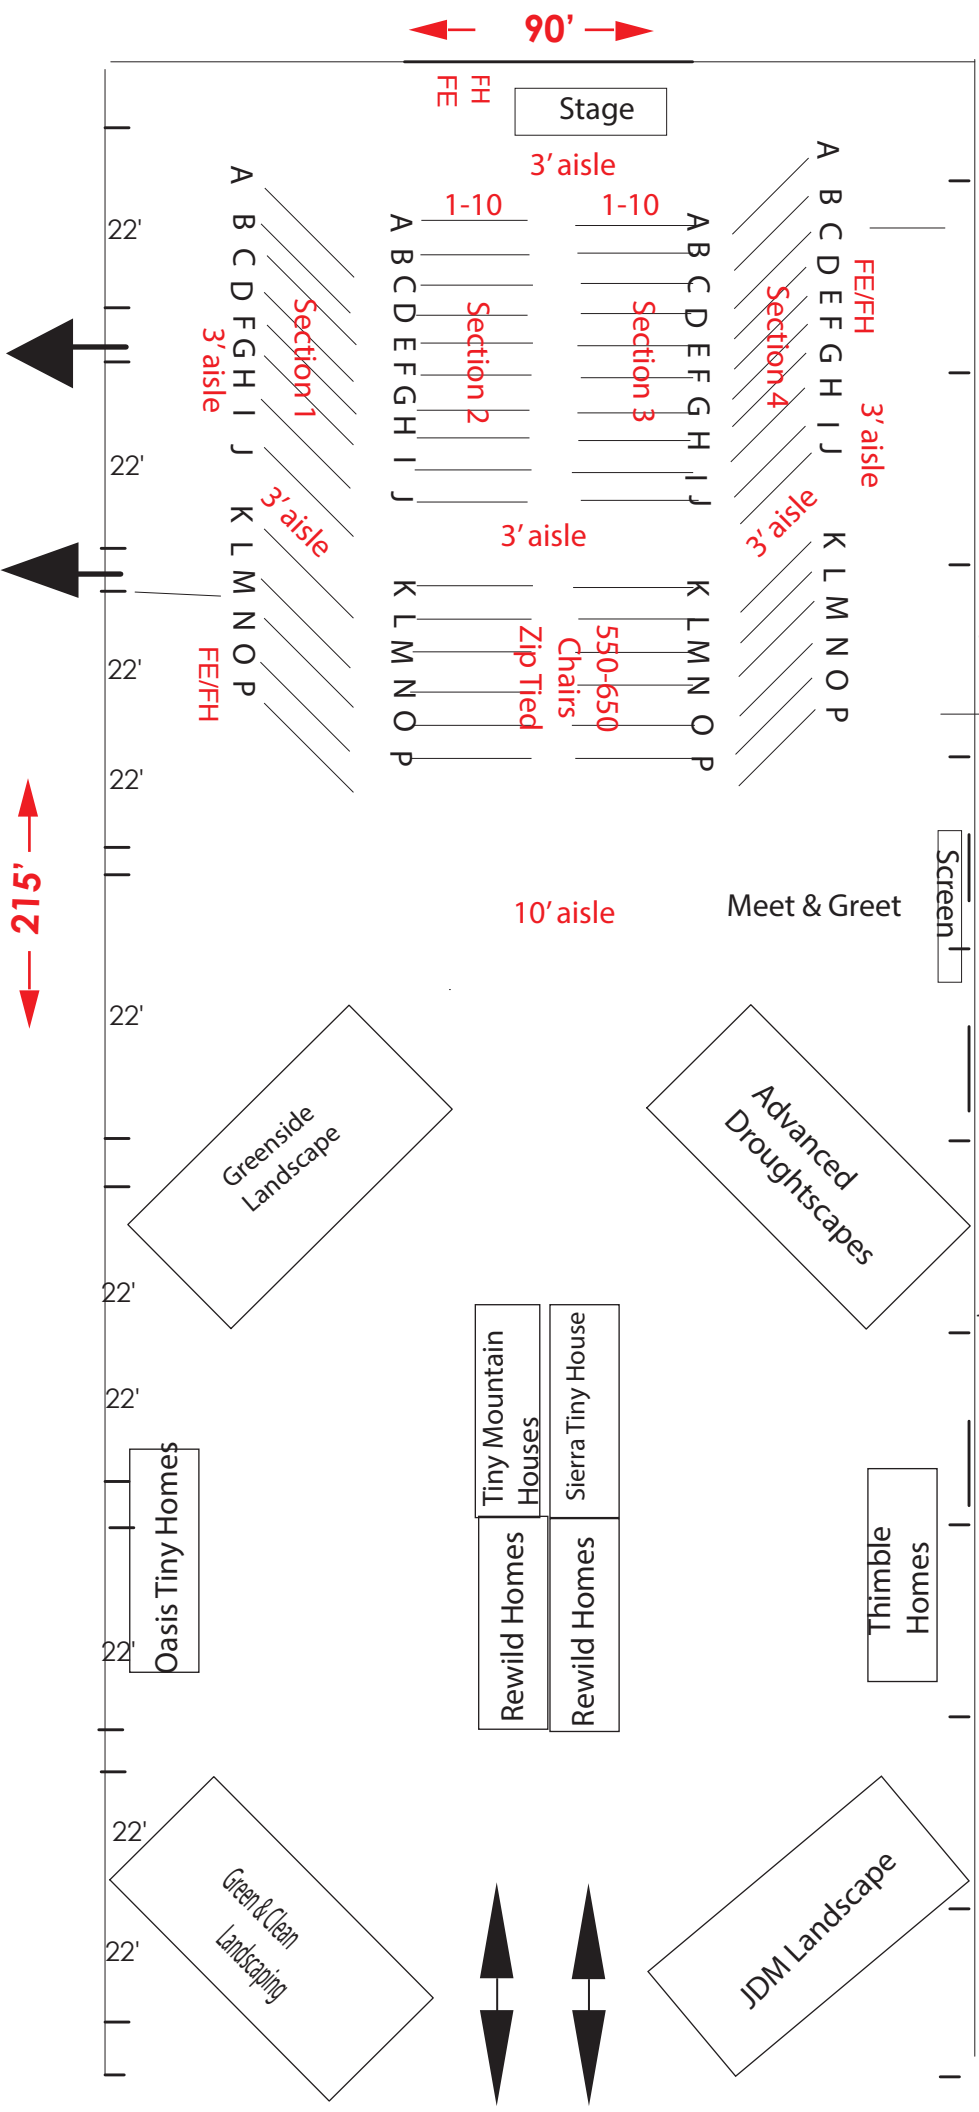 90'
FH
FE
Stage
3' aisle
1-10
1-10
A
B
C
D
F
G
H
I
J
K
L
M
N
O
P
A
B
C
D
E
F
G
H
I
J
K
L
M
N
O
P
A
B
C
D
E
F
G
H
I
J
K
L
M
N
O
P
A
B
C
D
E
F
G
H
I
J
K
L
M
N
O
P
Section 1
Section 2
Section 3
Section 4
FE/FH
3' aisle
3' aisle
3' aisle
3' aisle
3' aisle
550-650
Chairs
Zip Tied
FE/FH
22'
22'
22'
22'
215'
10' aisle
Meet & Greet
Screen
22'
Greenside
Landscape
Advanced
Droughtscapes
22'
22'
Tiny Mountain
Houses
Sierra Tiny House
Oasis Tiny Homes
Rewild Homes
Rewild Homes
Thimble
Homes
22'
22'
Green & Clean
Landscaping
JDM Landscape
22'